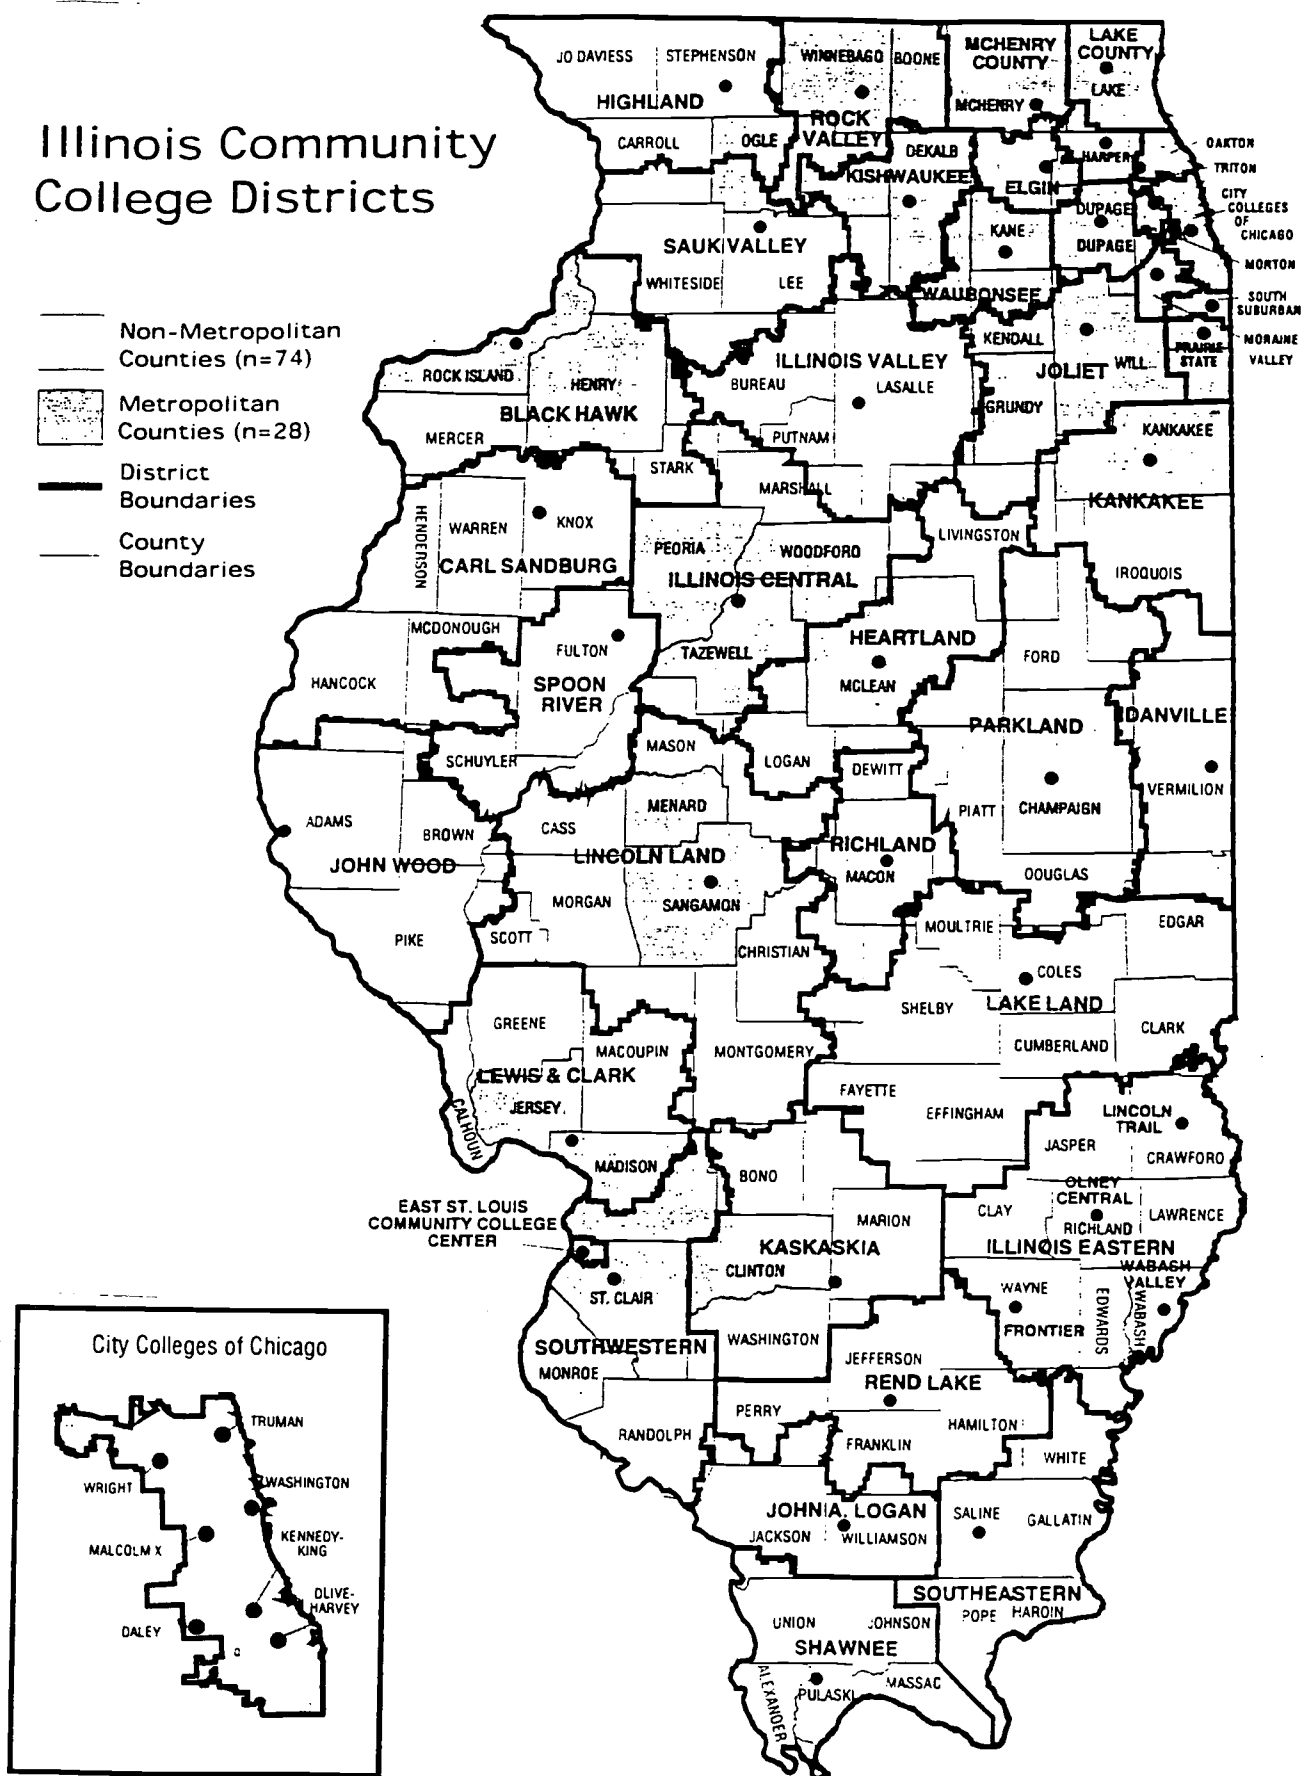 Illinois Community
College Districts
Non-Metropolitan
Counties (n=74)
Metropolitan
Counties (n=28)
District
Boundaries
County
Boundaries
JO DAVIESS
STEPHENSON
WINNEBAGO
BOONE
MCHENRY
COUNTY
LAKE
COUNTY
HIGHLAND
MCHENRY
LAKE
ROCK
VALLEY
CARROLL
OGLE
DEKALB
HARPER
OAKTON
KISHWAUKEE
ELGIN
TRITON
CITY
COLLEGES
OF
CHICAGO
DUPAGE
KANE
DUPAGE
SAUK VALLEY
MORTON
WHITESIDE
LEE
WAUBONSEE
SOUTH
SUBURBAN
KENDALL
PRAIRIE
STATE
MORAINE
VALLEY
ROCK ISLAND
HENRY
BUREAU
ILLINOIS VALLEY
LASALLE
JOLIET
WILL
BLACK HAWK
GRUNDY
MERCER
PUTNAM
KANKAKEE
STARK
MARSHALL
KANKAKEE
HENDERSON
WARREN
KNOX
PEORIA
WOODFORD
LIVINGSTON
CARL SANDBURG
ILLINOIS CENTRAL
IROQUOIS
MCDONOUGH
FULTON
TAZEWELL
HEARTLAND
FORD
HANCOCK
SPOON
RIVER
MCLEAN
PARKLAND
DANVILLE
SCHUYLER
MASON
LOGAN
DEWITT
ADAMS
BROWN
CASS
MENARD
PIATT
CHAMPAIGN
VERMILION
JOHN WOOD
LINCOLN LAND
RICHLAND
MACON
DOUGLAS
MORGAN
SANGAMON
PIKE
SCOTT
CHRISTIAN
MOULTRIE
EDGAR
COLES
SHELBY
LAKE LAND
GREENE
MACOUPIN
MONTGOMERY
CUMBERLAND
CLARK
LEWIS & CLARK
FAYETTE
JERSEY
CALHOUN
EFFINGHAM
LINCOLN
TRAIL
JASPER
CRAWFORD
MADISON
BONO
OLNEY
CENTRAL
EAST ST. LOUIS
COMMUNITY COLLEGE
CENTER
MARION
CLAY
RICHLAND
LAWRENCE
KASKASKIA
ILLINOIS EASTERN
CLINTON
WABASH
VALLEY
ST. CLAIR
WAYNE
EDWARDS
WABASH
FRONTIER
SOUTHWESTERN
WASHINGTON
MONROE
JEFFERSON
REND LAKE
RANDOLPH
PERRY
HAMILTON
FRANKLIN
WHITE
JOHN A. LOGAN
JACKSON
WILLIAMSON
SALINE
GALLATIN
SOUTHEASTERN
UNION
JOHNSON
POPE
HAROIN
SHAWNEE
ALEXANDER
PULASKI
MASSAC
City Colleges of Chicago
TRUMAN
WRIGHT
WASHINGTON
MALCOLM X
KENNEDY-
KING
OLIVE-
HARVEY
DALEY